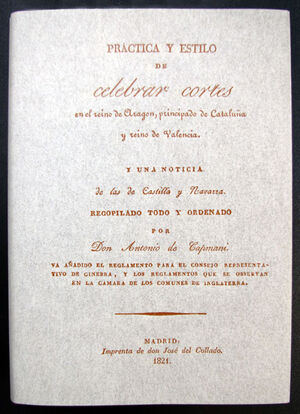 PRÁCTICA Y ESTILO
DE
celebrar cortes
en el reino de Aragon, principado de Cataluña
y reino de Valencia.
Y UNA NOTICIA
de las de Castilla y Navarra.
RECOPILADO TODO Y ORDENADO
POR
Don Antonio de Capmani.
VA AÑADIDO EL REGLAMENTO PARA EL CONSEJO REPRESENTA-
TIVO DE GINEBRA, Y LOS REGLAMENTOS QUE SE OBSERVAN
EN LA CAMARA DE LOS COMUNES DE INGLATERRA.
MADRID:
Imprenta de don José del Collado.
1821.